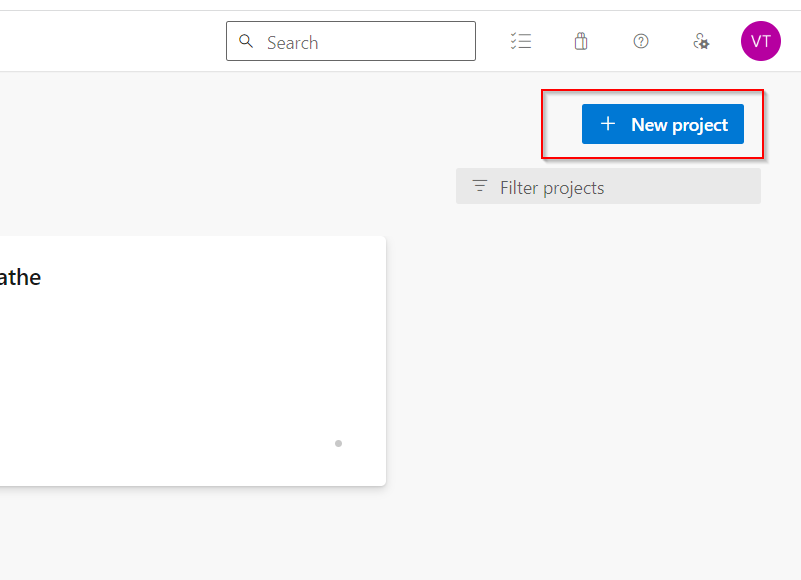 Search
VT
New project
Filter projects
athe